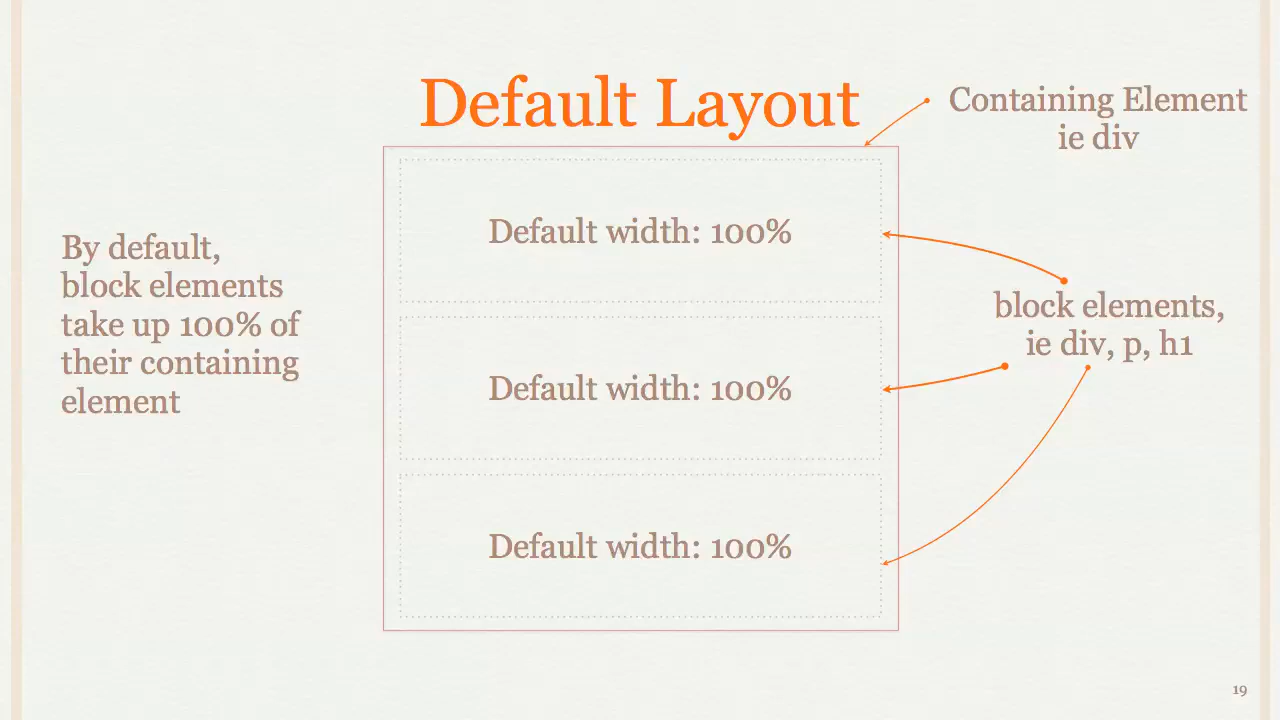 Default Layout
Containing Element
ie div
By default,
block elements
take up 100% of
their containing
element
Default width: 100%
Default width: 100%
Default width: 100%
block elements,
ie div, p, h1
19